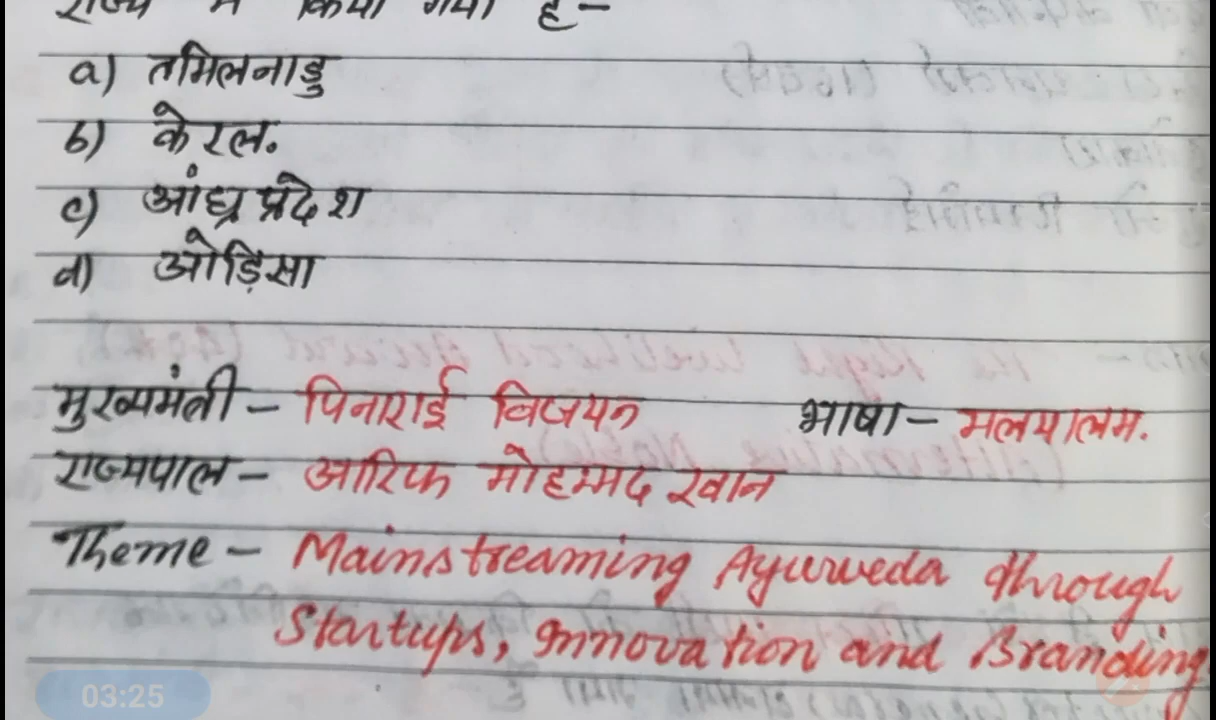 राज्य में किया गया है-
a) तमिलनाडु
b) केरल.
c) आंध्र प्रदेश
d) ओड़िसा
मुख्यमंत्री - पिनाराई विजयन भाषा - मलयालम.
राज्यपाल - आरिफ मोहम्मद खान
Theme - Mainstreaming Ayurveda through
Startups, Innovation and Branding
03:25